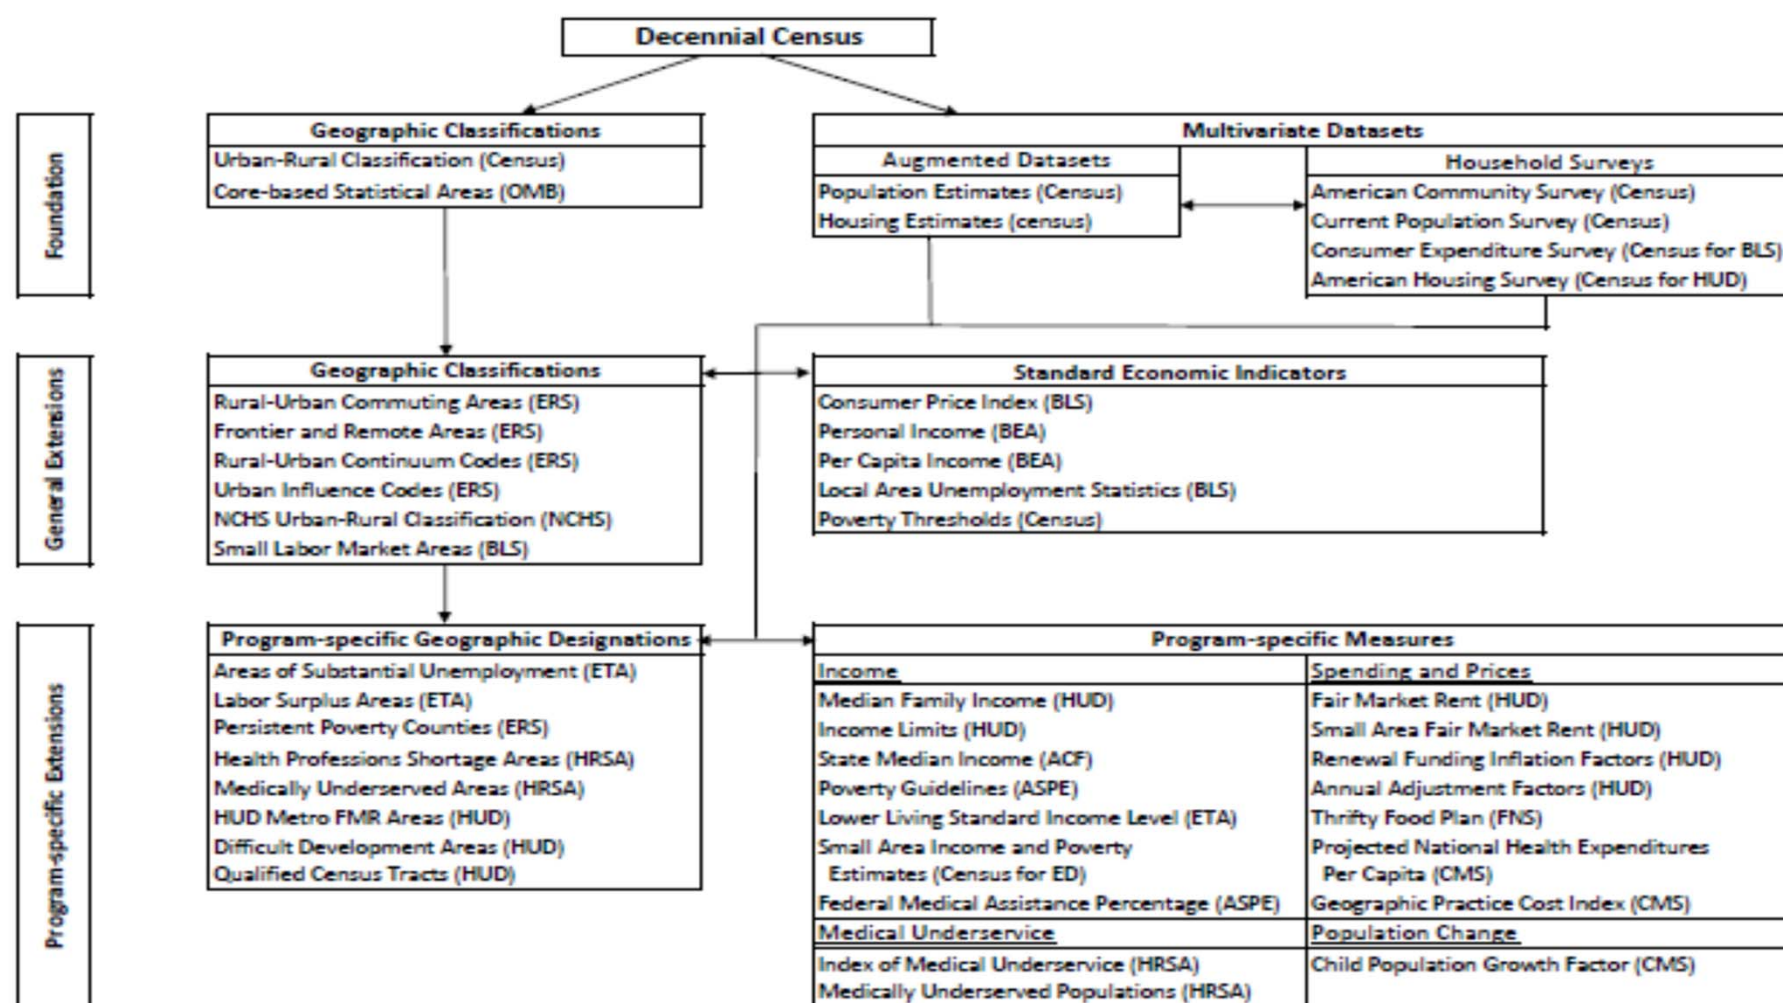 Decennial Census
Foundation
Geographic Classifications
Urban-Rural Classification (Census)
Core-based Statistical Areas (OMB)
Multivariate Datasets
Augmented Datasets
Population Estimates (Census)
Housing Estimates (census)
Household Surveys
American Community Survey (Census)
Current Population Survey (Census)
Consumer Expenditure Survey (Census for BLS)
American Housing Survey (Census for HUD)
General Extensions
Geographic Classifications
Rural-Urban Commuting Areas (ERS)
Frontier and Remote Areas (ERS)
Rural-Urban Continuum Codes (ERS)
Urban Influence Codes (ERS)
NCHS Urban-Rural Classification (NCHS)
Small Labor Market Areas (BLS)
Standard Economic Indicators
Consumer Price Index (BLS)
Personal Income (BEA)
Per Capita Income (BEA)
Local Area Unemployment Statistics (BLS)
Poverty Thresholds (Census)
Program-specific Extensions
Program-specific Geographic Designations
Areas of Substantial Unemployment (ETA)
Labor Surplus Areas (ETA)
Persistent Poverty Counties (ERS)
Health Professions Shortage Areas (HRSA)
Medically Underserved Areas (HRSA)
HUD Metro FMR Areas (HUD)
Difficult Development Areas (HUD)
Qualified Census Tracts (HUD)
Program-specific Measures
Income
Median Family Income (HUD)
Income Limits (HUD)
State Median Income (ACF)
Poverty Guidelines (ASPE)
Lower Living Standard Income Level (ETA)
Small Area Income and Poverty
Estimates (Census for ED)
Federal Medical Assistance Percentage (ASPE)
Spending and Prices
Fair Market Rent (HUD)
Small Area Fair Market Rent (HUD)
Renewal Funding Inflation Factors (HUD)
Annual Adjustment Factors (HUD)
Thrifty Food Plan (FNS)
Projected National Health Expenditures
Per Capita (CMS)
Geographic Practice Cost Index (CMS)
Medical Underservice
Index of Medical Underservice (HRSA)
Medically Underserved Populations (HRSA)
Population Change
Child Population Growth Factor (CMS)